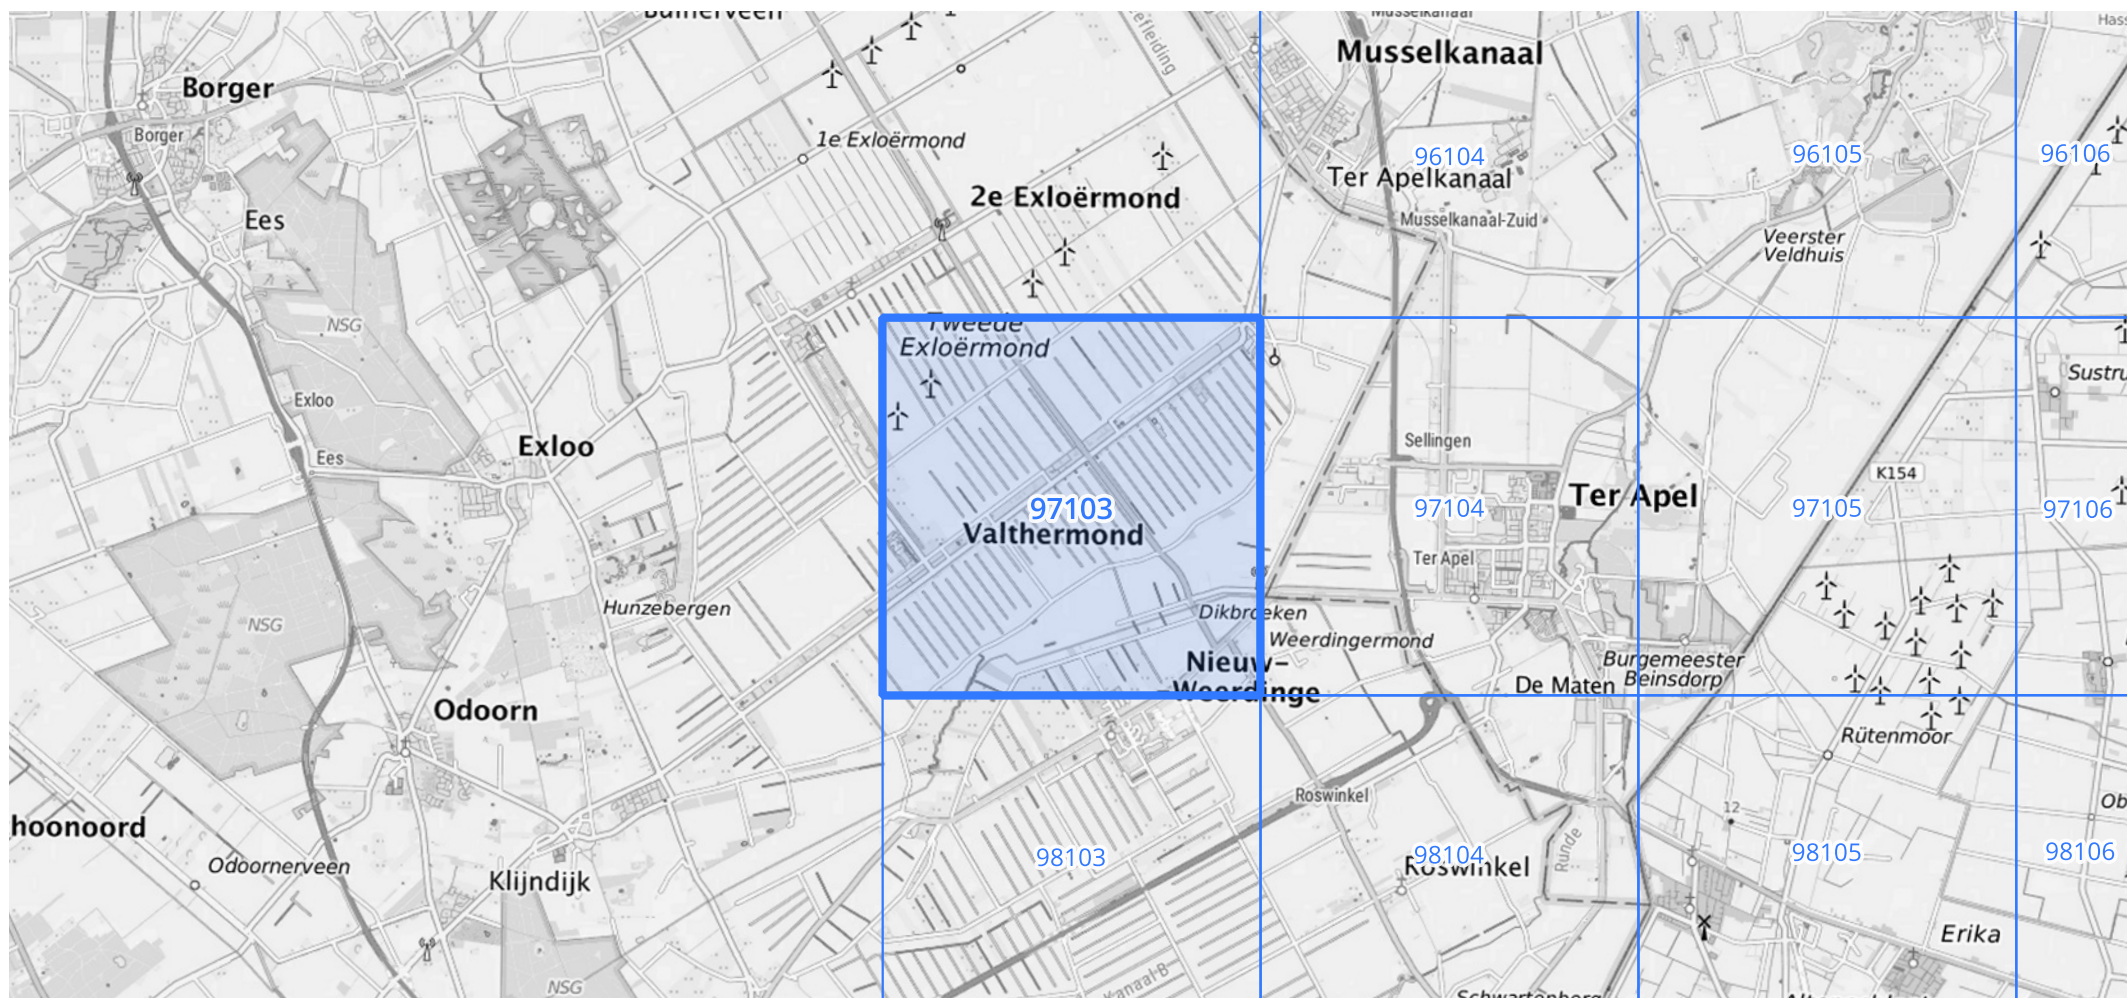 Musselkanaal
Musselkanaal
Borger
Borger
1e Exloërmond
96104
96105
96106
Ter Apelkanaal
2e Exloërmond
Ees
Musselkanaal-Zuid
Veerster
Veldhuis
NSG
Tweede
Exloërmond
Sustru
Exloo
Exloo
Sellingen
Ees
K154
97103
97104
Ter Apel
97105
97106
Valthermond
Ter Apel
Hunzebergen
Dikbroeken
NSG
Weerdingermond
Nieuw-
-Weerdinge
Burgemeester
Beinsdorp
De Maten
Odoorn
Rütenmoor
Roswinkel
Ob
12
hoonoord
Runde
98103
98104
98105
98106
Odoornerveen
Roswinkel
Klijndijk
Erika
Kanaal B
NSG